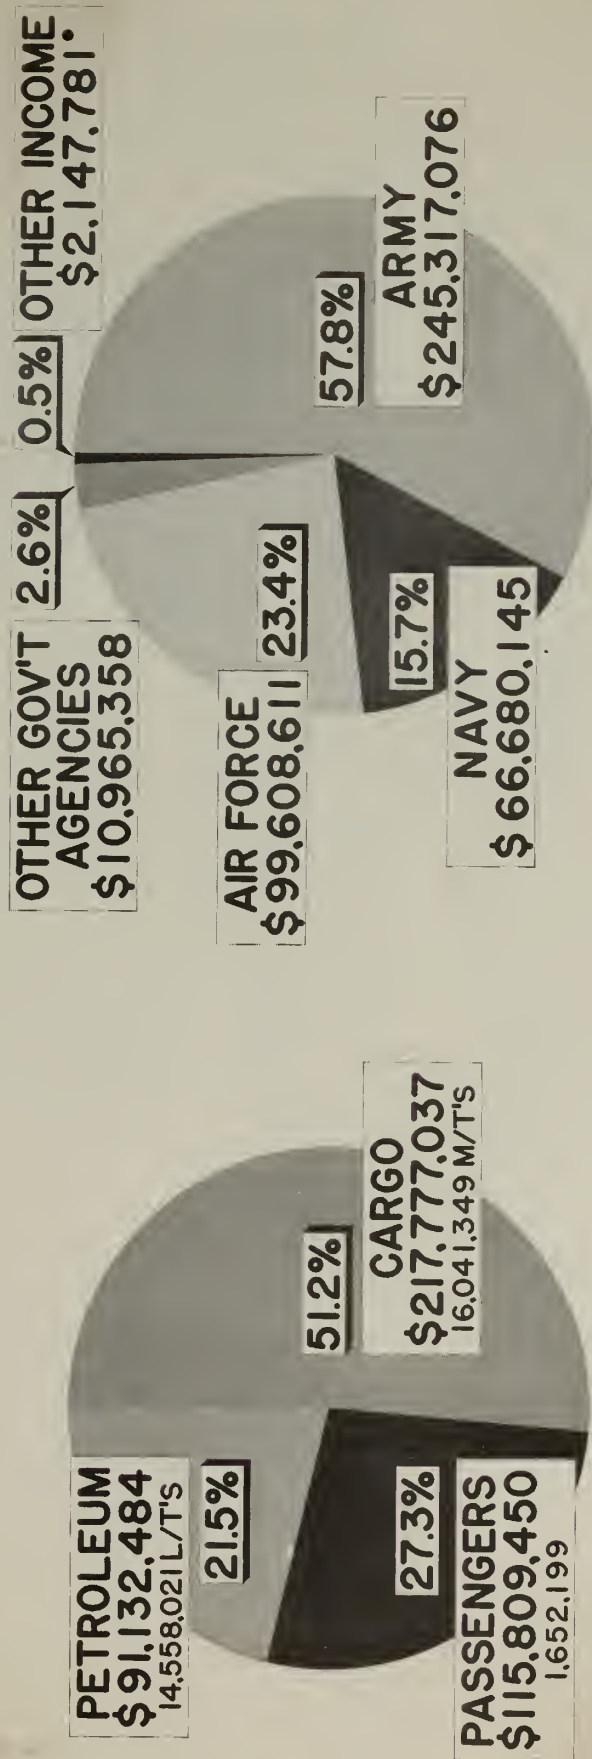 PETROLEUM
$91,132,484
14,558,021 L/T'S
21.5%
51.2%
CARGO
$217,777,037
16,041,349 M/T'S
27.3%
PASSENGERS
$115,809,450
1,652,199
OTHER GOV'T
AGENCIES
$10,965,358
2.6%
0.5%
OTHER INCOME
$2,147,781*
AIR FORCE
$99,608,611
23.4%
57.8%
ARMY
$245,317,076
15.7%
NAVY
$66,680,145